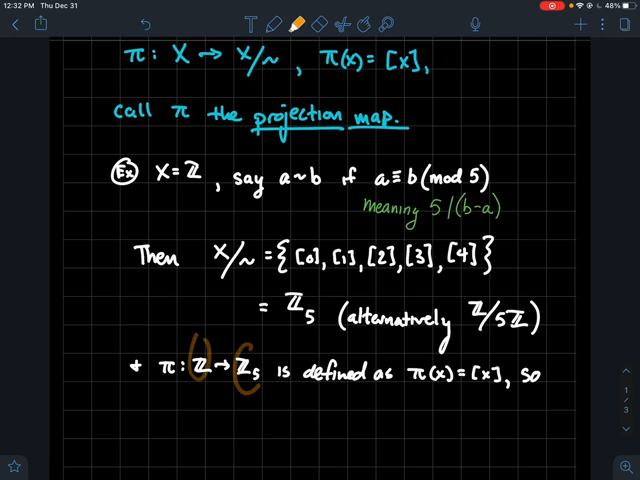 12:32 PM Thu Dec 31
48%
π: X → X/~, π(x) = [x],
call π the projection map.
Ex X = ℤ, say a ~ b if a ≡ b (mod 5)
meaning 5 | (b-a)
Then X/~ = {[0], [1], [2], [3], [4]}
= ℤ₅ (alternatively ℤ/5ℤ)
+ π: ℤ → ℤ₅ is defined as π(x) = [x], so
1
/
3